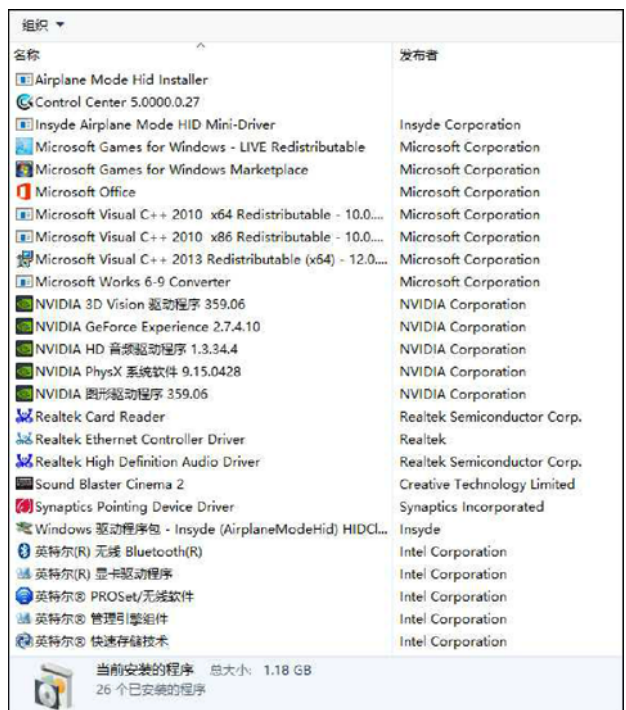 组织
名称 发布者
Airplane Mode Hid Installer
Control Center 5.0000.0.27
Insyde Airplane Mode HID Mini-Driver Insyde Corporation
Microsoft Games for Windows - LIVE Redistributable Microsoft Corporation
Microsoft Games for Windows Marketplace Microsoft Corporation
Microsoft Office Microsoft Corporation
Microsoft Visual C++ 2010 x64 Redistributable - 10.0.... Microsoft Corporation
Microsoft Visual C++ 2010 x86 Redistributable - 10.0.... Microsoft Corporation
Microsoft Visual C++ 2013 Redistributable (x64) - 12.0.... Microsoft Corporation
Microsoft Works 6-9 Converter Microsoft Corporation
NVIDIA 3D Vision 驱动程序 359.06 NVIDIA Corporation
NVIDIA GeForce Experience 2.7.4.10 NVIDIA Corporation
NVIDIA HD 音频驱动程序 1.3.34.4 NVIDIA Corporation
NVIDIA PhysX 系统软件 9.15.0428 NVIDIA Corporation
NVIDIA 图形驱动程序 359.06 NVIDIA Corporation
Realtek Card Reader Realtek Semiconductor Corp.
Realtek Ethernet Controller Driver Realtek
Realtek High Definition Audio Driver Realtek Semiconductor Corp.
Sound Blaster Cinema 2 Creative Technology Limited
Synaptics Pointing Device Driver Synaptics Incorporated
Windows 驱动程序包 - Insyde (AirplaneModeHid) HIDCl... Insyde
英特尔(R) 无线 Bluetooth(R) Intel Corporation
英特尔(R) 显卡驱动程序 Intel Corporation
英特尔® PROSet/无线软件 Intel Corporation
英特尔® 管理引擎组件 Intel Corporation
英特尔® 快速存储技术 Intel Corporation
当前安装的程序 总大小: 1.18 GB
26 个已安装的程序